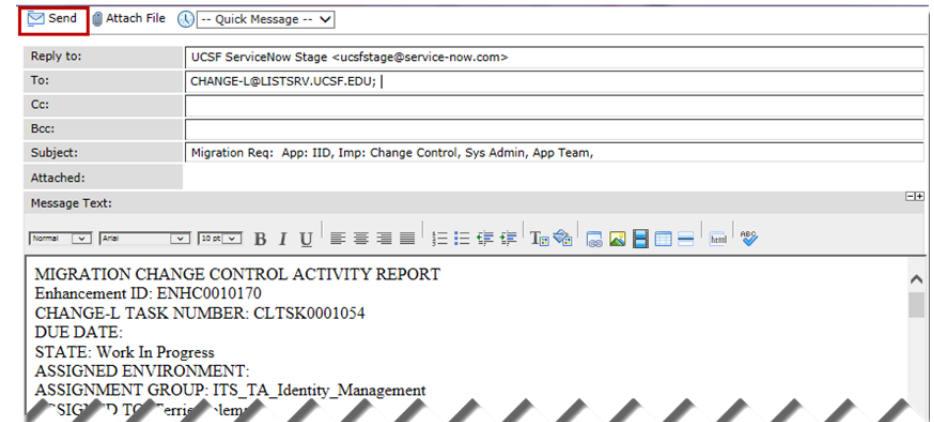 Send Attach File -- Quick Message --
Reply to: UCSF ServiceNow Stage <ucsfstage@service-now.com>
To: CHANGE-L@LISTSRV.UCSF.EDU;
Cc:
Bcc:
Subject: Migration Req: App: IID, Imp: Change Control, Sys Admin, App Team,
Attached:
Message Text:
Normal Arial 10 pt B I U html ABC
MIGRATION CHANGE CONTROL ACTIVITY REPORT
Enhancement ID: ENHC0010170
CHANGE-L TASK NUMBER: CLTSK0001054
DUE DATE:
STATE: Work In Progress
ASSIGNED ENVIRONMENT:
ASSIGNMENT GROUP: ITS_TA_Identity_Management